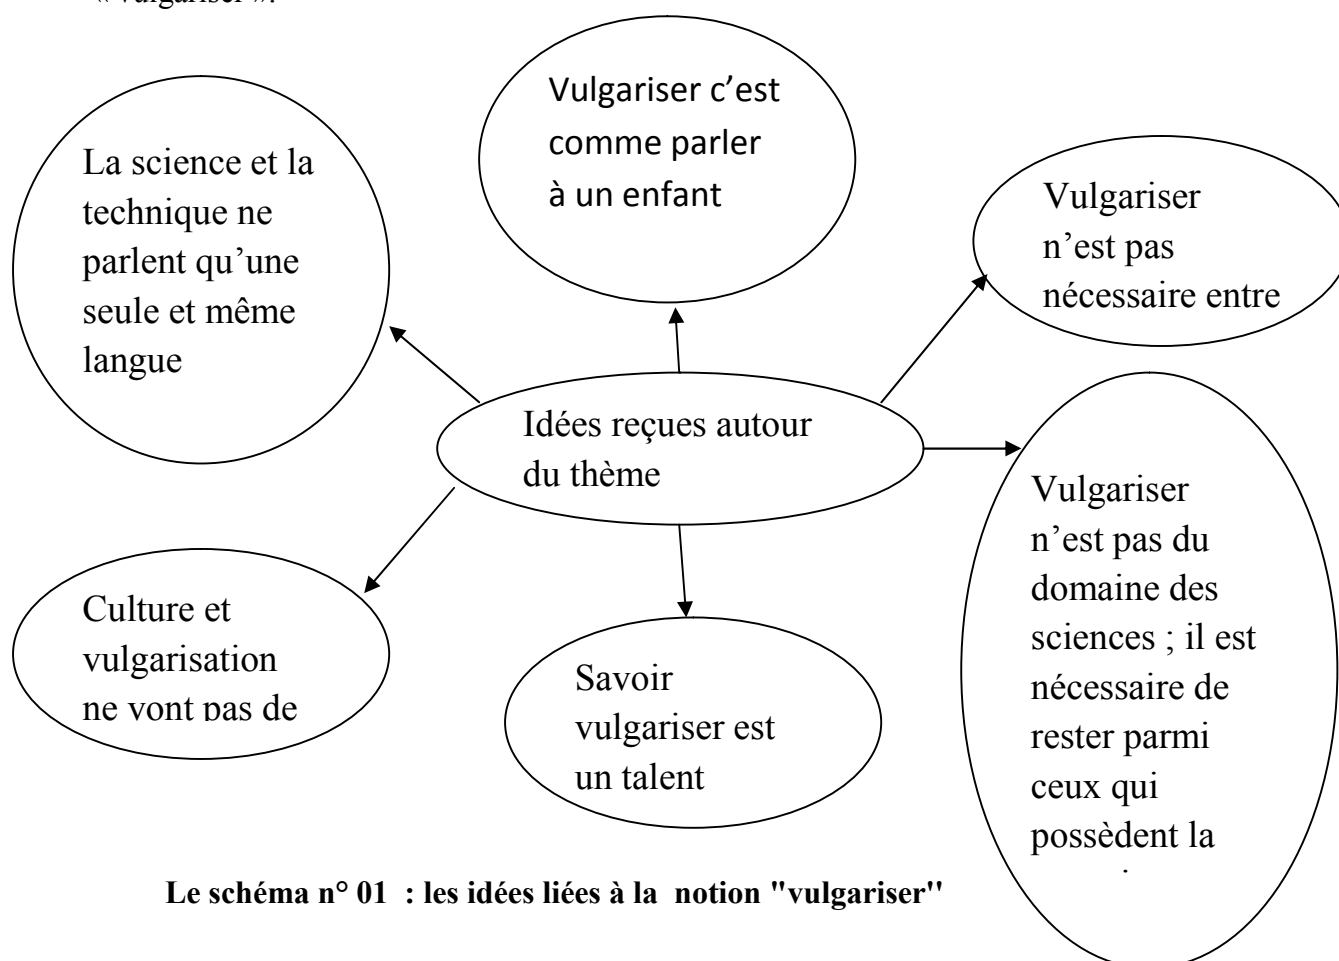 « vulgariser ».
Vulgariser c’est
comme parler
à un enfant
La science et la
technique ne
parlent qu’une
seule et même
langue
Vulgariser
n’est pas
nécessaire entre
Idées reçues autour
du thème
Vulgariser
n’est pas du
domaine des
sciences ; il est
nécessaire de
rester parmi
ceux qui
possèdent la
Culture et
vulgarisation
ne vont pas de
Savoir
vulgariser est
un talent
Le schéma n° 01 : les idées liées à la notion "vulgariser"